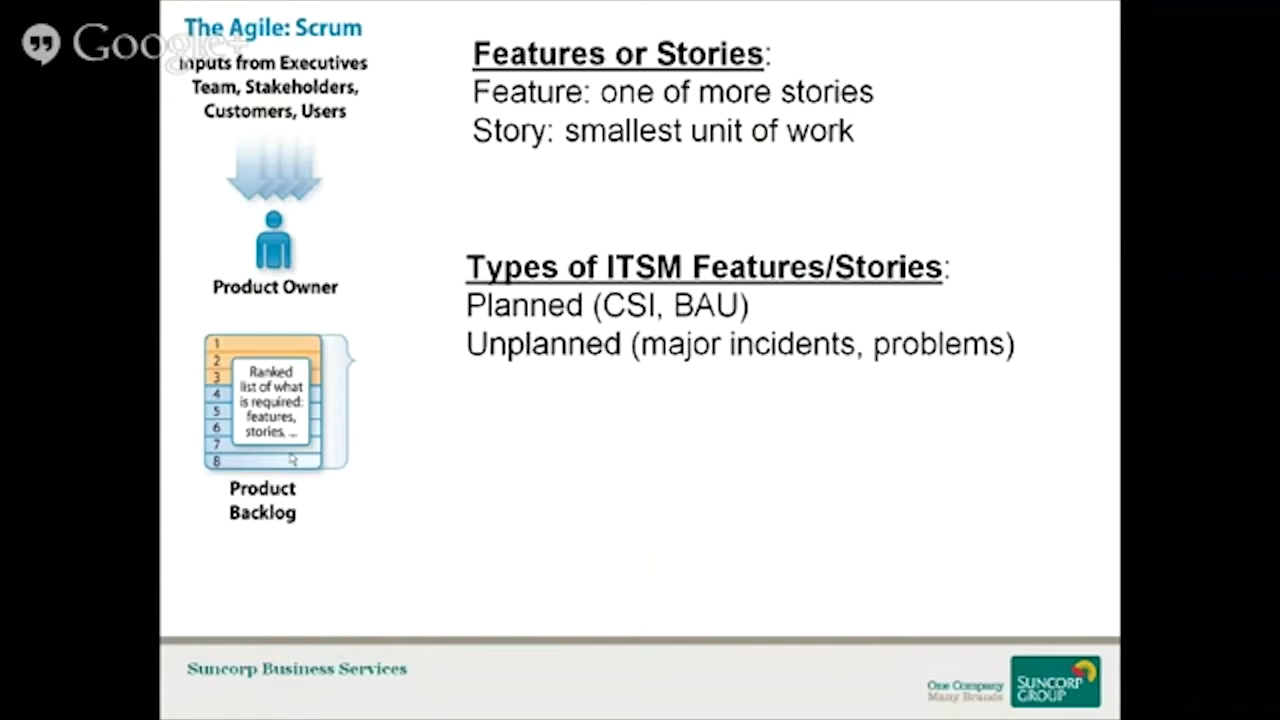 The Agile: Scrum
Google+
Inputs from Executives
Team, Stakeholders,
Customers, Users
Product Owner
1
2
3
4
5
6
7
8
Ranked
list of what
is required:
features,
stories, ...
Product
Backlog
Features or Stories:
Feature: one of more stories
Story: smallest unit of work
Types of ITSM Features/Stories:
Planned (CSI, BAU)
Unplanned (major incidents, problems)
Suncorp Business Services
One Company
Many Brands
SUNCORP
GROUP